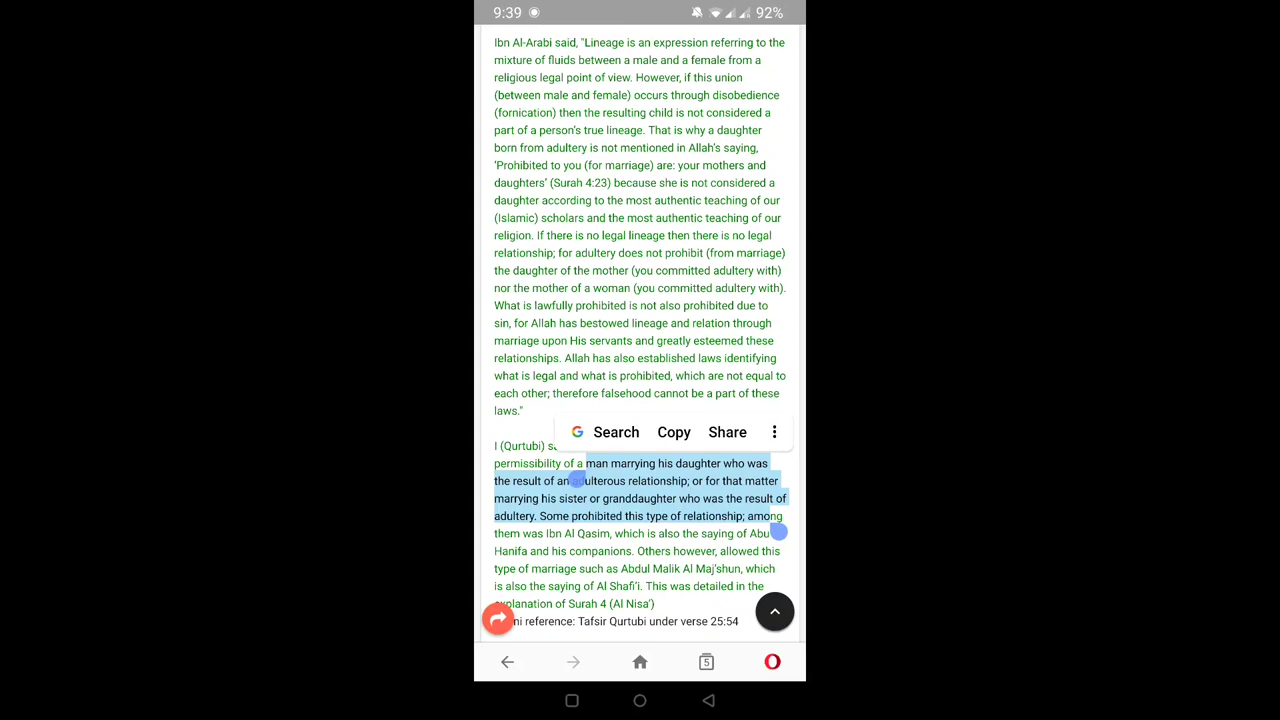 9:39
92%
Ibn Al-Arabi said, "Lineage is an expression referring to the
mixture of fluids between a male and a female from a
religious legal point of view. However, if this union
(between male and female) occurs through disobedience
(fornication) then the resulting child is not considered a
part of a person's true lineage. That is why a daughter
born from adultery is not mentioned in Allah's saying,
‘Prohibited to you (for marriage) are: your mothers and
daughters’ (Surah 4:23) because she is not considered a
daughter according to the most authentic teaching of our
(Islamic) scholars and the most authentic teaching of our
religion. If there is no legal lineage then there is no legal
relationship; for adultery does not prohibit (from marriage)
the daughter of the mother (you committed adultery with)
nor the mother of a woman (you committed adultery with).
What is lawfully prohibited is not also prohibited due to
sin, for Allah has bestowed lineage and relation through
marriage upon His servants and greatly esteemed these
relationships. Allah has also established laws identifying
what is legal and what is prohibited, which are not equal to
each other; therefore falsehood cannot be a part of these
laws."
Search Copy Share
I (Qurtubi)
permissibility of a man marrying his daughter who was
the result of an adulterous relationship; or for that matter
marrying his sister or granddaughter who was the result of
adultery. Some prohibited this type of relationship; among
them was Ibn Al Qasim, which is also the saying of Abu
Hanifa and his companions. Others however, allowed this
type of marriage such as Abdul Malik Al Maj’shun, which
is also the saying of Al Shafi’i. This was detailed in the
explanation of Surah 4 (Al Nisa’)
reference: Tafsir Qurtubi under verse 25:54
5